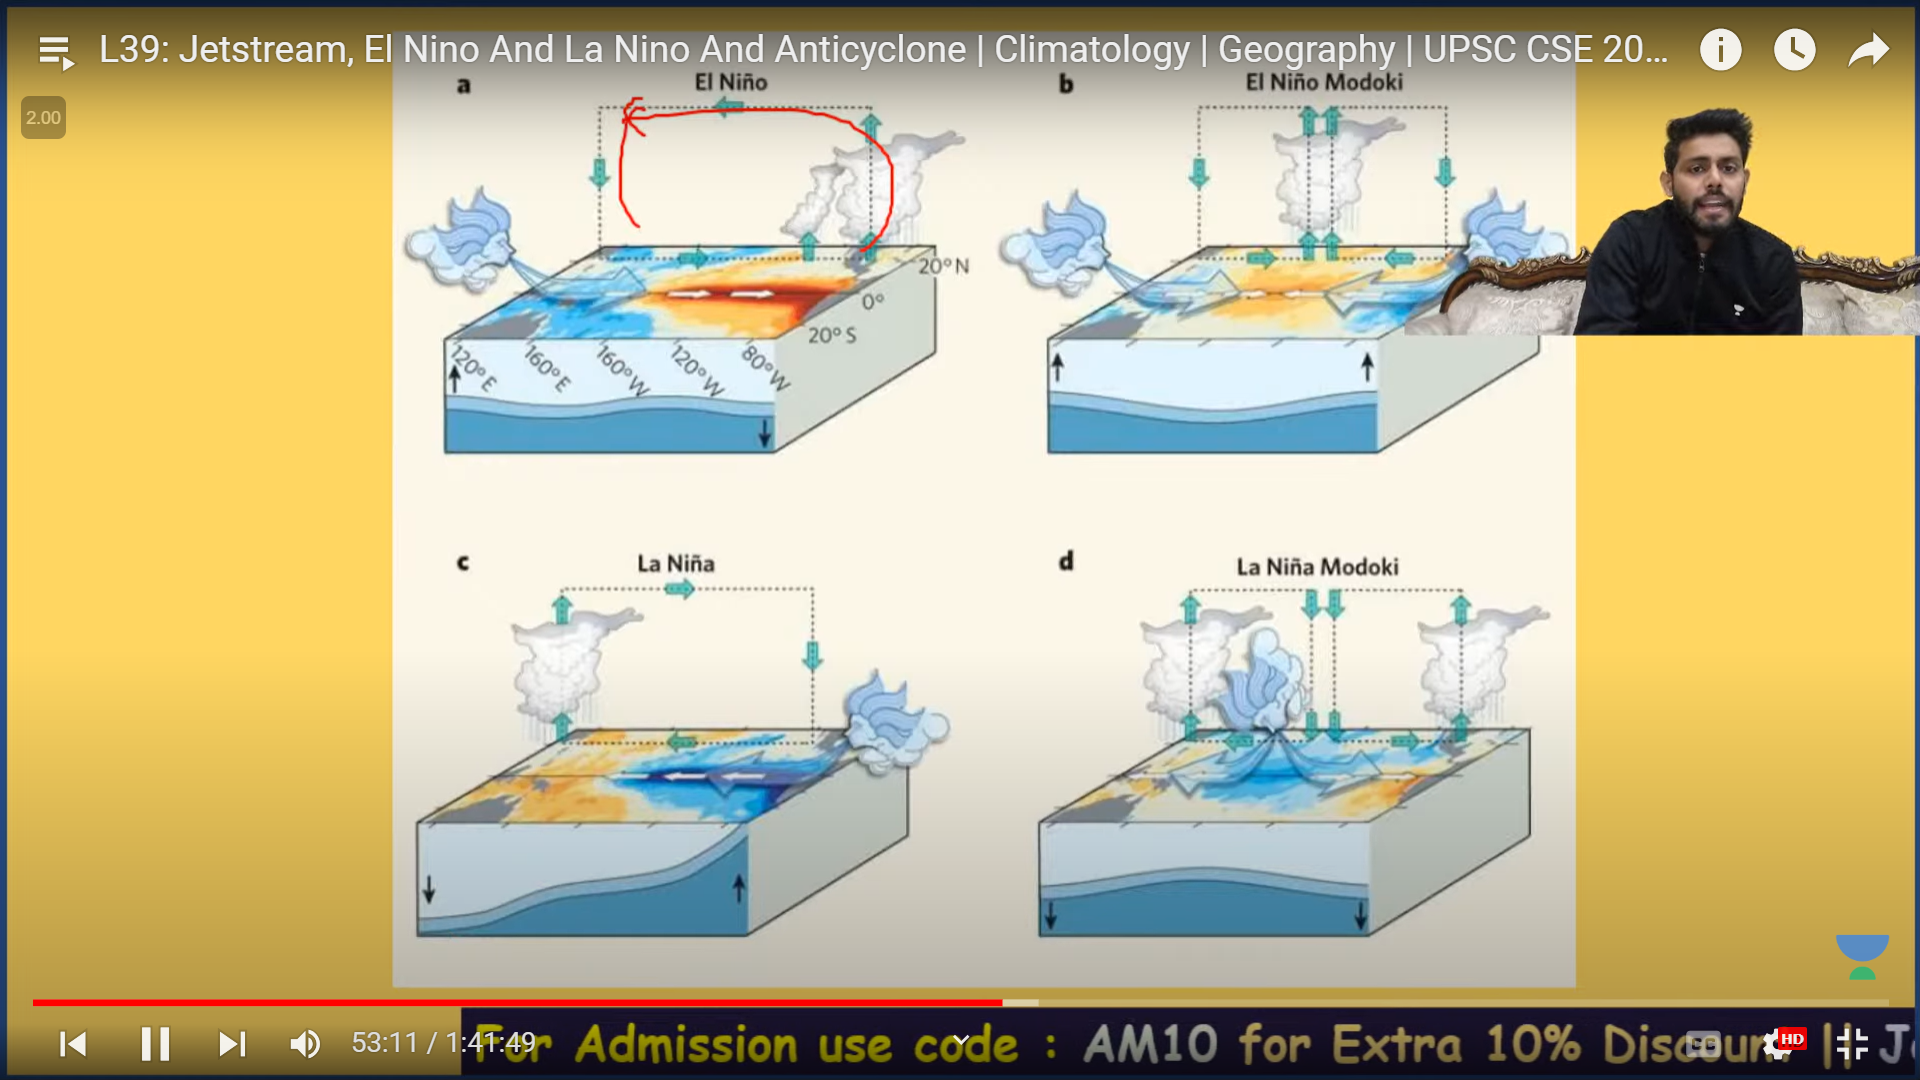 L39: Jetstream, El Nino And La Nino And Anticyclone | Climatology | Geography | UPSC CSE 20...
2.00
a
El Niño
b
El Niño Modoki
20° N
0°
20° S
120° E
160° E
160° W
120° W
80° W
c
La Niña
d
La Niña Modoki
53:11 / 1:41:49
For Admission use code : AM10 for Extra 10% Discount || J
HD